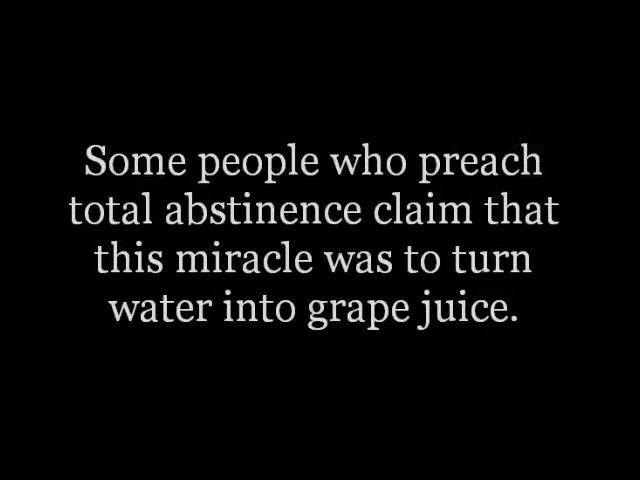 Some people who preach
total abstinence claim that
this miracle was to turn
water into grape juice.